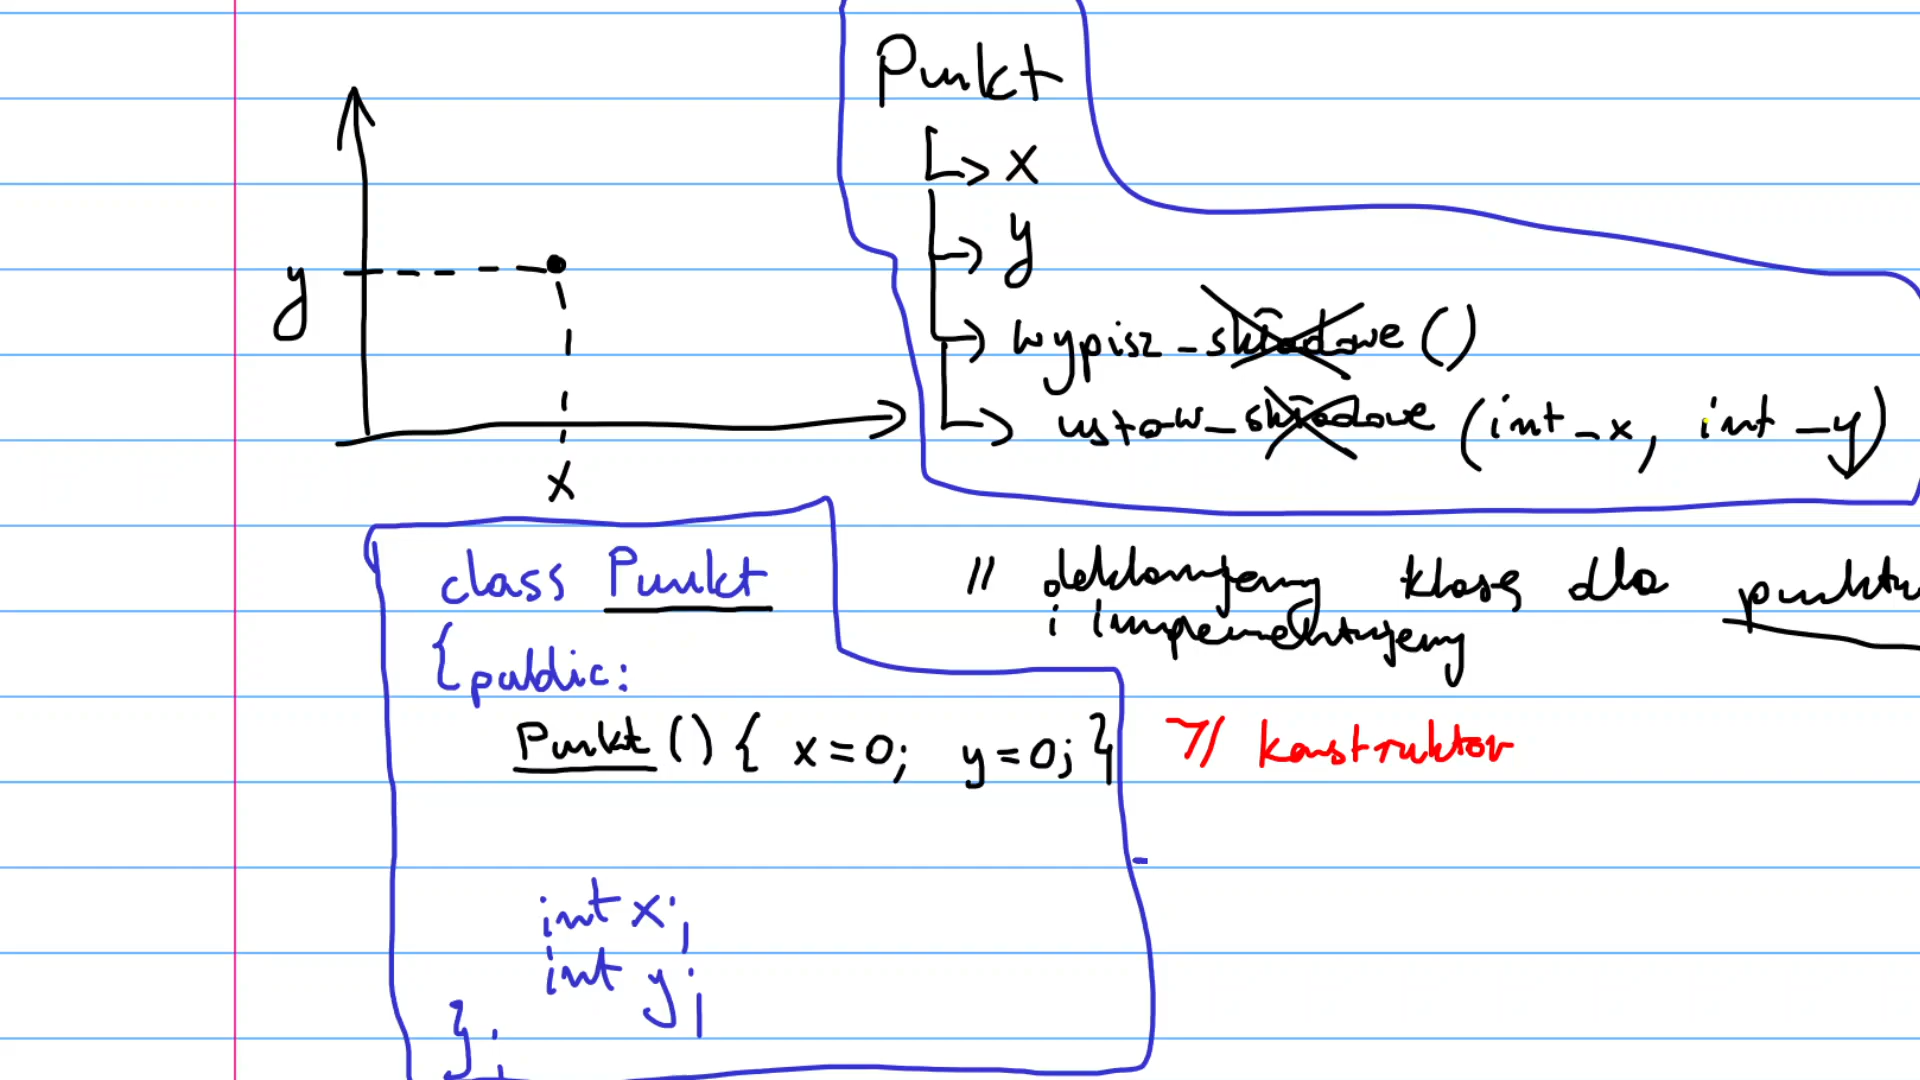 Punkt
x
y
wypisz_składowe ()
y
ustaw_składowe (int _x, int _y)
x
class Punkt // deklarujemy klasę dla punktu
i implementujemy
{public:
Punkt () { x=0; y=0; } // konstruktor
int x;
int y;
};